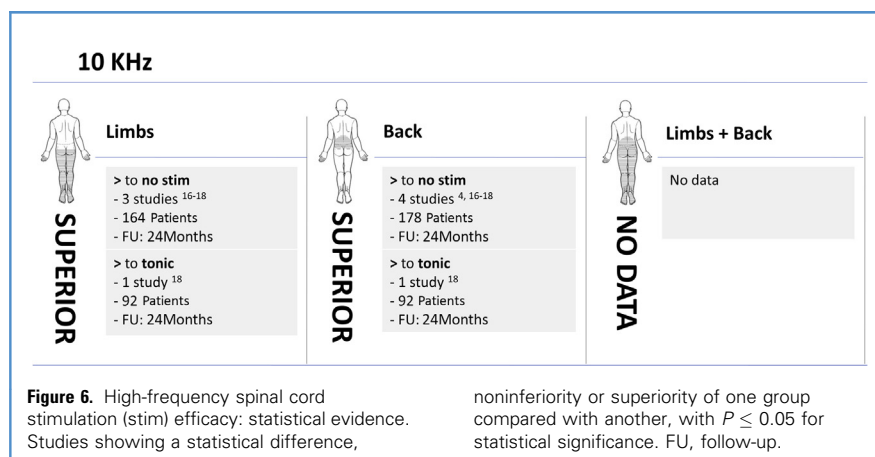 10 KHz
Limbs
SUPERIOR
> to no stim
- 3 studies 16-18
- 164 Patients
- FU: 24Months
> to tonic
- 1 study 18
- 92 Patients
- FU: 24Months
Back
SUPERIOR
> to no stim
- 4 studies 4, 16-18
- 178 Patients
- FU: 24Months
> to tonic
- 1 study 18
- 92 Patients
- FU: 24Months
Limbs + Back
NO DATA
No data
Figure 6. High-frequency spinal cord
stimulation (stim) efficacy: statistical evidence.
Studies showing a statistical difference,
noninferiority or superiority of one group
compared with another, with P ≤ 0.05 for
statistical significance. FU, follow-up.